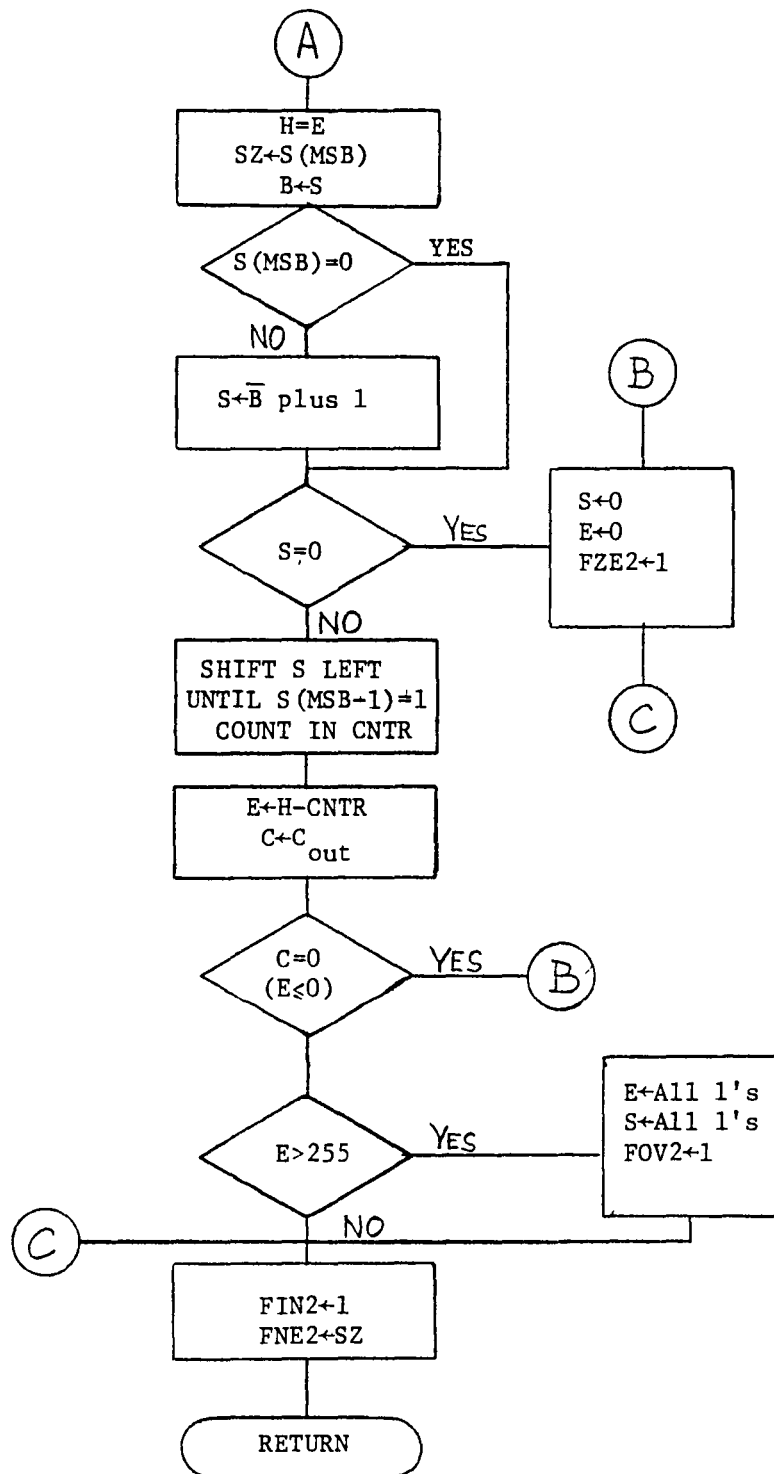 A
H=E
SZ←S(MSB)
B←S
S(MSB)=0
YES
NO
S←B̅ plus 1
B
S=0
YES
S←0
E←0
FZE2←1
NO
SHIFT S LEFT
UNTIL S(MSB-1)=1
COUNT IN CNTR
C
E←H-CNTR
C←Cout
C=0
(E≤0)
YES
B
E>255
YES
E←All 1's
S←All 1's
FOV2←1
C
NO
FIN2←1
FNE2←SZ
RETURN